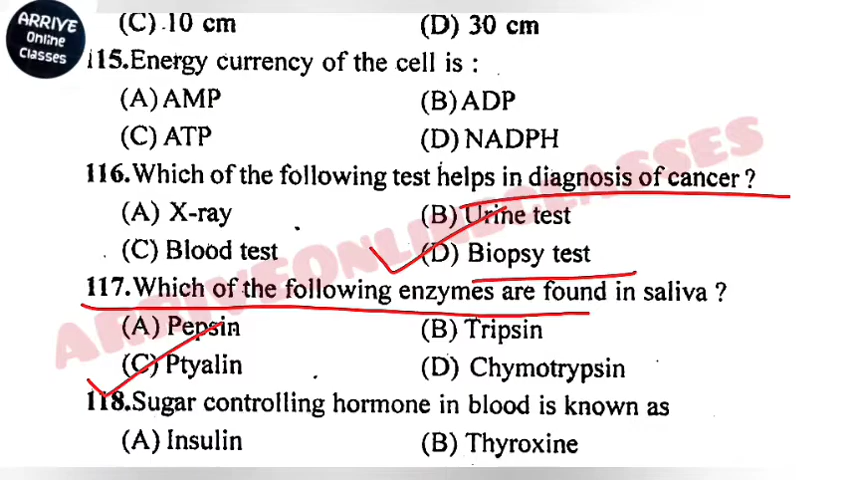 ARRIVE
Online
Classes
(C) 10 cm (D) 30 cm
115. Energy currency of the cell is :
(A) AMP (B) ADP
(C) ATP (D) NADPH
116. Which of the following test helps in diagnosis of cancer ?
(A) X-ray (B) Urine test
(C) Blood test (D) Biopsy test
117. Which of the following enzymes are found in saliva ?
(A) Pepsin (B) Tripsin
(C) Ptyalin (D) Chymotrypsin
118. Sugar controlling hormone in blood is known as
(A) Insulin (B) Thyroxine
ARRIVEONLINECLASSES